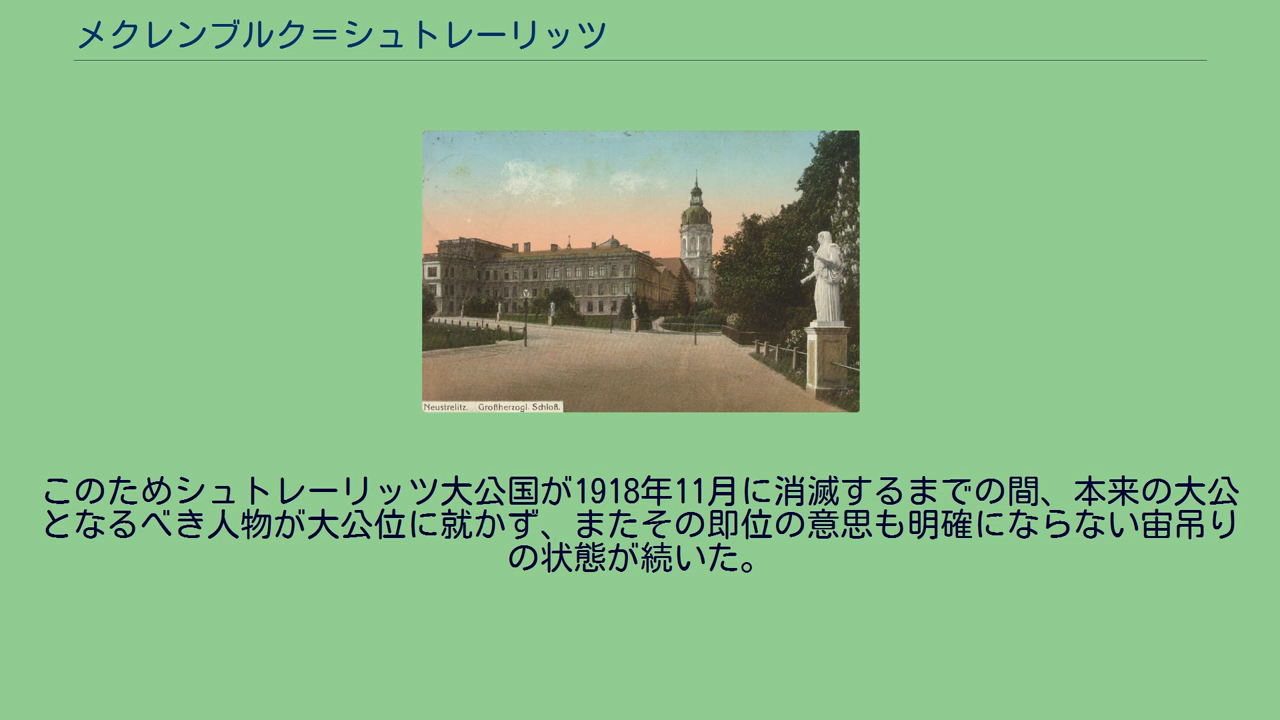 メクレンブルク＝シュトレーリッツ
Neustrelitz. Großherzogl. Schloß.
このためシュトレーリッツ大公国が1918年11月に消滅するまでの間、本来の大公
となるべき人物が大公位に就かず、またその即位の意思も明確にならない宙吊り
の状態が続いた。